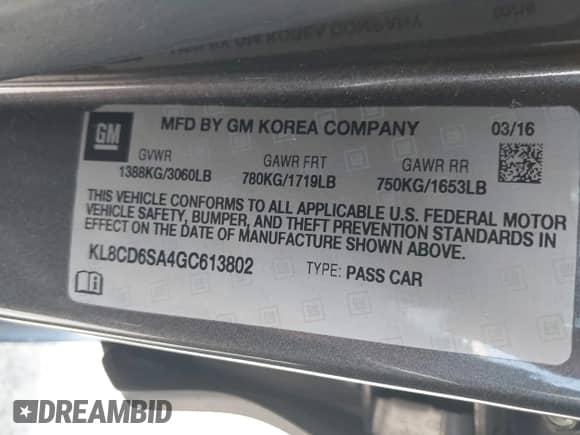 GM
MFD BY GM KOREA COMPANY 03/16
GVWR GAWR FRT GAWR RR
1388KG/3060LB 780KG/1719LB 750KG/1653LB
THIS VEHICLE CONFORMS TO ALL APPLICABLE U.S. FEDERAL MOTOR
VEHICLE SAFETY, BUMPER, AND THEFT PREVENTION STANDARDS IN
EFFECT ON THE DATE OF MANUFACTURE SHOWN ABOVE.
KL8CD6SA4GC613802 TYPE: PASS CAR
DREAMBID